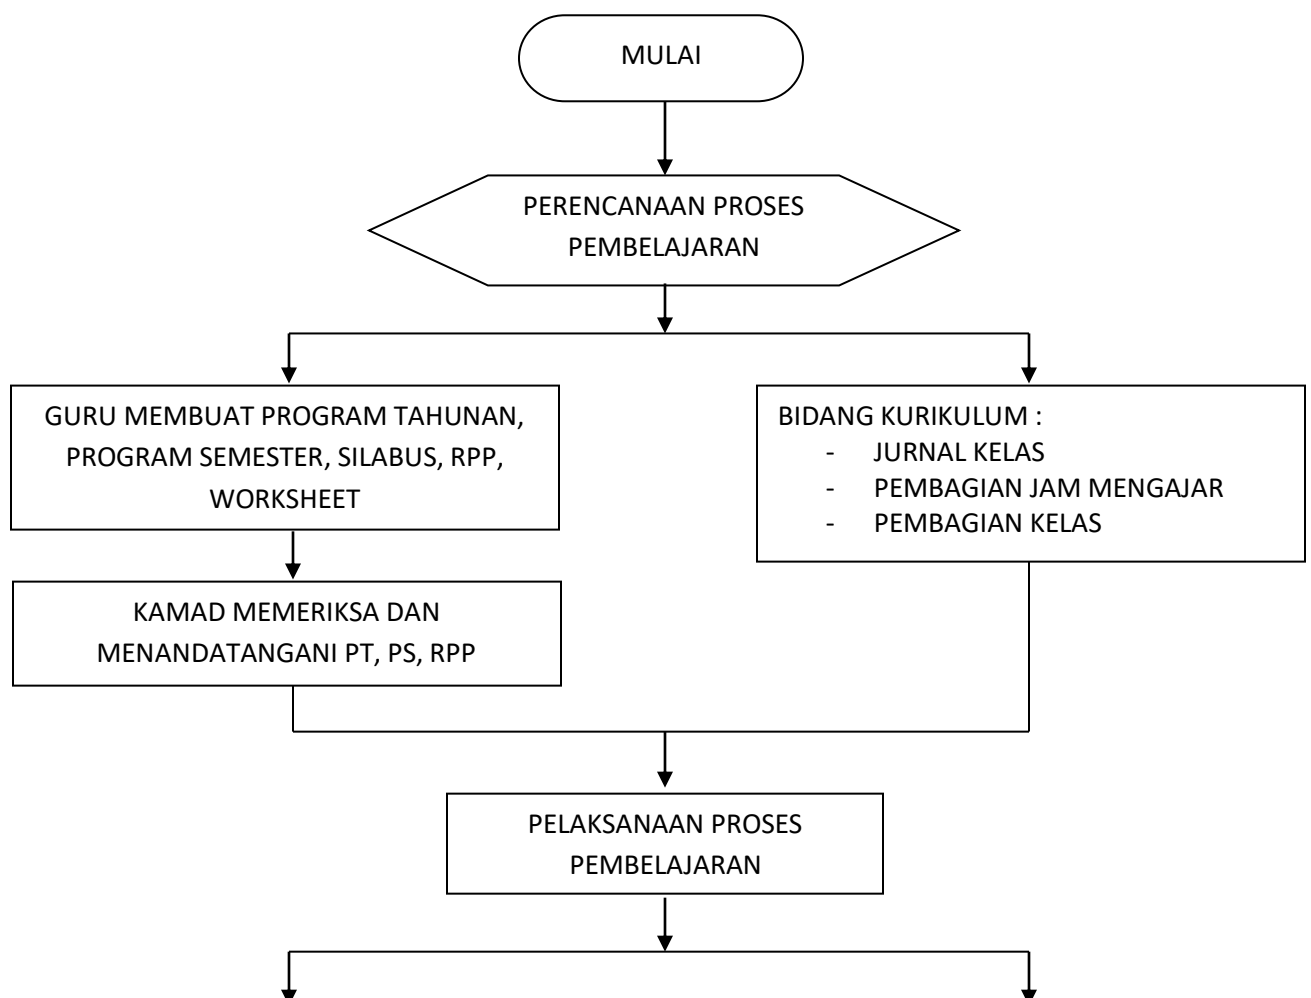 MULAI
PERENCANAAN PROSES
PEMBELAJARAN
GURU MEMBUAT PROGRAM TAHUNAN,
PROGRAM SEMESTER, SILABUS, RPP,
WORKSHEET
BIDANG KURIKULUM :
- JURNAL KELAS
- PEMBAGIAN JAM MENGAJAR
- PEMBAGIAN KELAS
KAMAD MEMERIKSA DAN
MENANDATANGANI PT, PS, RPP
PELAKSANAAN PROSES
PEMBELAJARAN